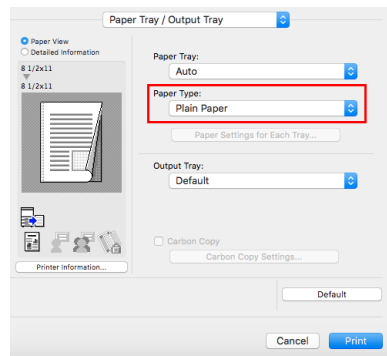 Paper Tray / Output Tray
Paper View
Detailed Information
8 1/2x11
8 1/2x11
Printer Information...
Paper Tray:
Auto
Paper Type:
Plain Paper
Paper Settings for Each Tray...
Output Tray:
Default
Carbon Copy
Carbon Copy Settings...
Default
Cancel
Print